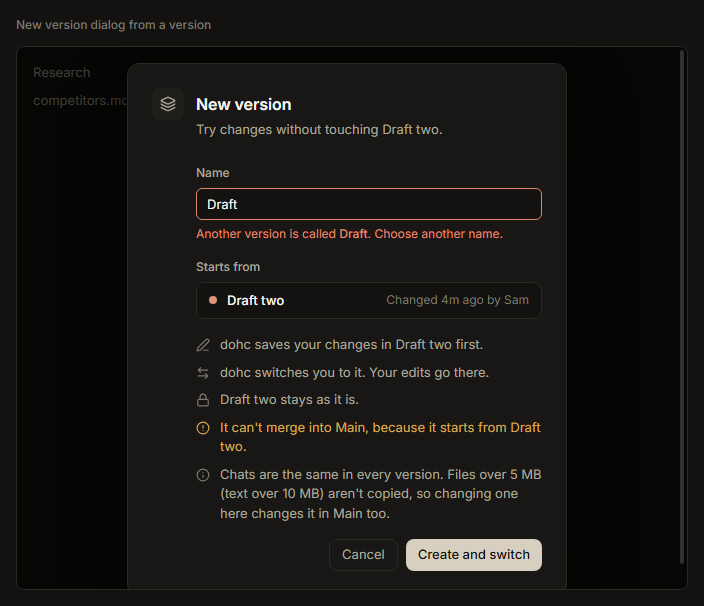 New version dialog from a version
Research
competitors.md
New version
Try changes without touching Draft two.
Name
Draft
Another version is called Draft. Choose another name.
Starts from
Draft two
Changed 4m ago by Sam
dohc saves your changes in Draft two first.
dohc switches you to it. Your edits go there.
Draft two stays as it is.
It can't merge into Main, because it starts from Draft
two.
Chats are the same in every version. Files over 5 MB
(text over 10 MB) aren't copied, so changing one
here changes it in Main too.
Cancel
Create and switch